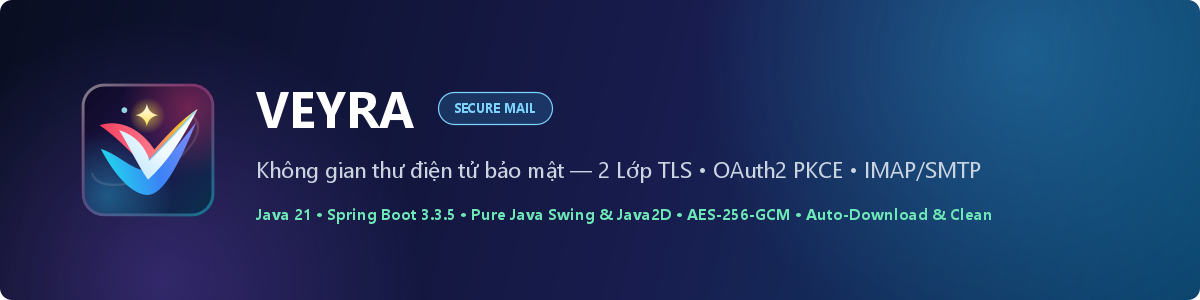 VEYRA
SECURE MAIL
Không gian thư điện tử bảo mật — 2 Lớp TLS • OAuth2 PKCE • IMAP/SMTP
Java 21 • Spring Boot 3.3.5 • Pure Java Swing & Java2D • AES-256-GCM • Auto-Download & Clean